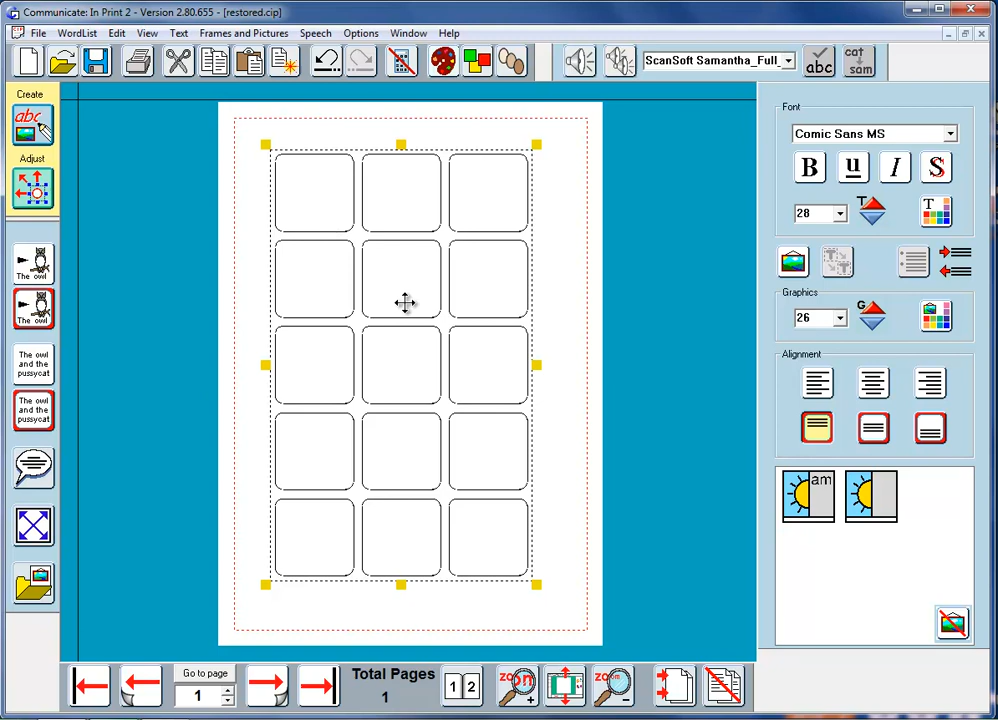 Communicate: In Print 2 - Version 2.80.655 - [restored.cip]
File WordList Edit View Text Frames and Pictures Speech Options Window Help
ScanSoft Samantha_Full_
abc
cat
sam
Create
abc
Adjust
The owl
The owl
The owl
and the
pussycat
The owl
and the
pussycat
Font
Comic Sans MS
B u I S
28 T T
T T
Graphics
26 G
Alignment
am
Go to page
1
Total Pages
1
1 2
zoom +
zoom -